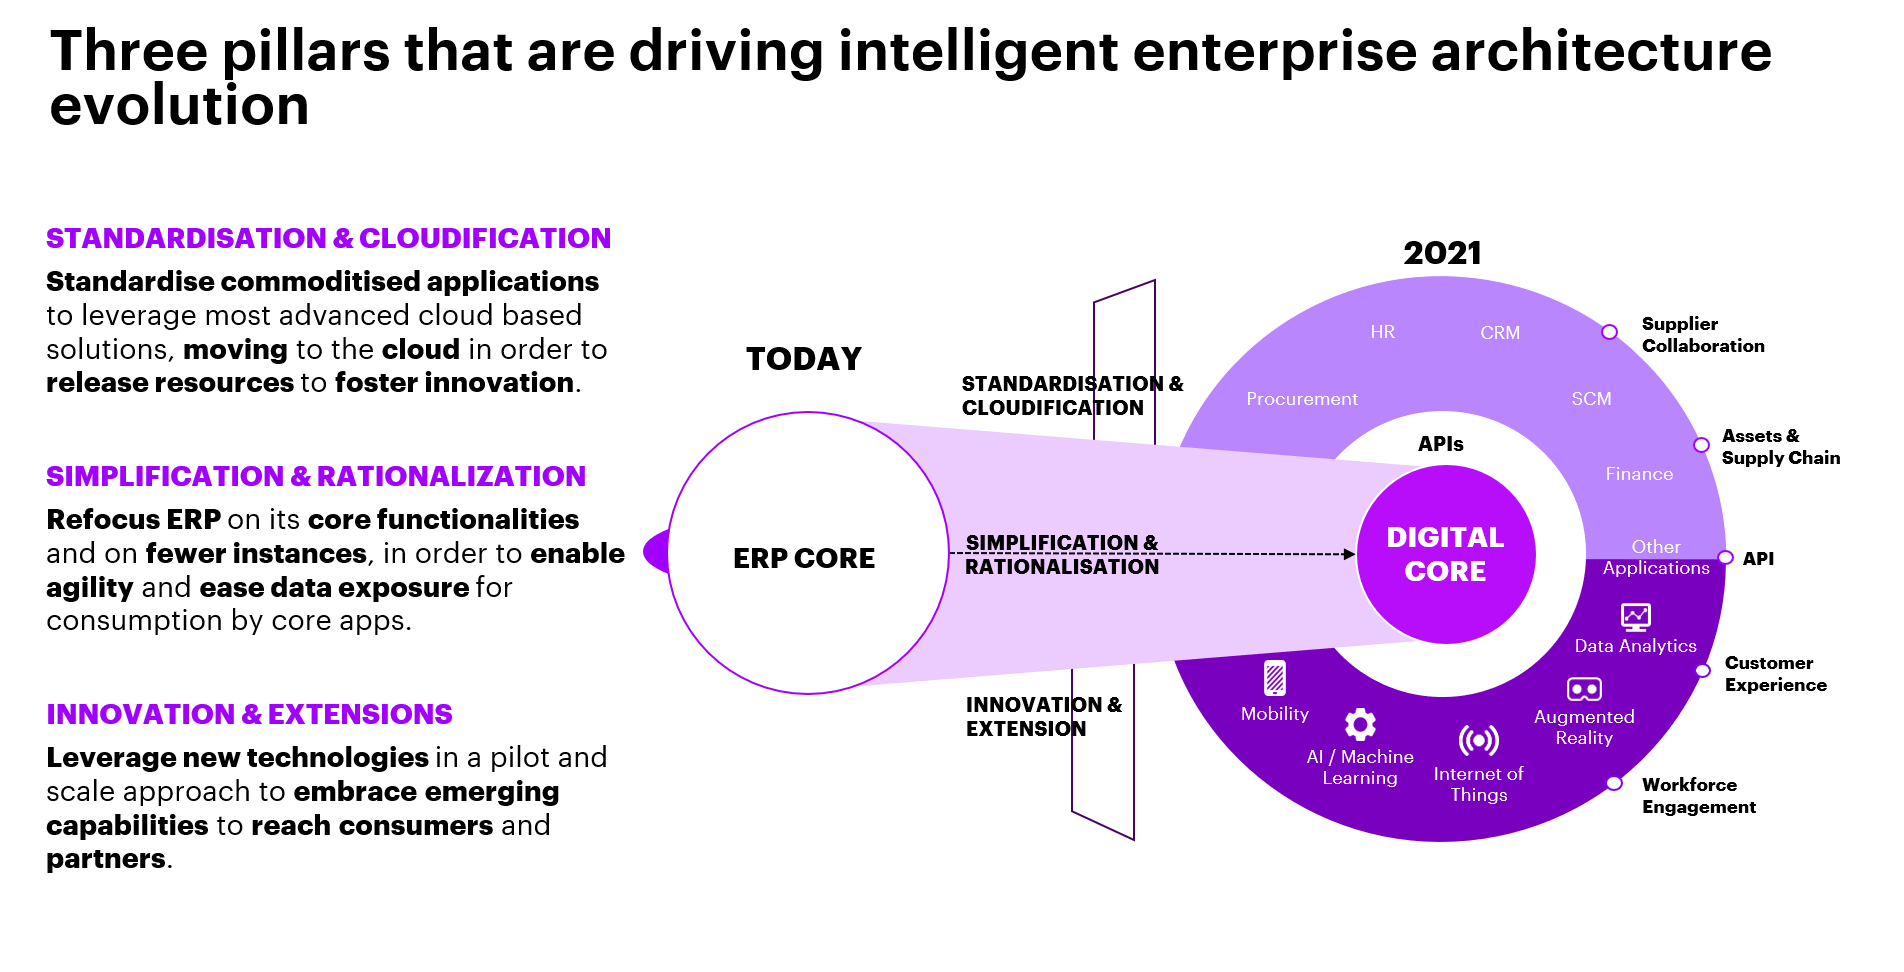 Three pillars that are driving intelligent enterprise architecture
evolution
STANDARDISATION & CLOUDIFICATION
Standardise commoditised applications
to leverage most advanced cloud based
solutions, moving to the cloud in order to
release resources to foster innovation.
SIMPLIFICATION & RATIONALIZATION
Refocus ERP on its core functionalities
and on fewer instances, in order to enable
agility and ease data exposure for
consumption by core apps.
INNOVATION & EXTENSIONS
Leverage new technologies in a pilot and
scale approach to embrace emerging
capabilities to reach consumers and
partners.
TODAY
ERP CORE
STANDARDISATION &
CLOUDIFICATION
SIMPLIFICATION &
RATIONALISATION
INNOVATION &
EXTENSION
2021
HR
CRM
Procurement
SCM
APIs
Finance
DIGITAL
CORE
Other
Applications
Data Analytics
Mobility
Augmented
Reality
AI / Machine
Learning
Internet of
Things
Supplier
Collaboration
Assets &
Supply Chain
API
Customer
Experience
Workforce
Engagement